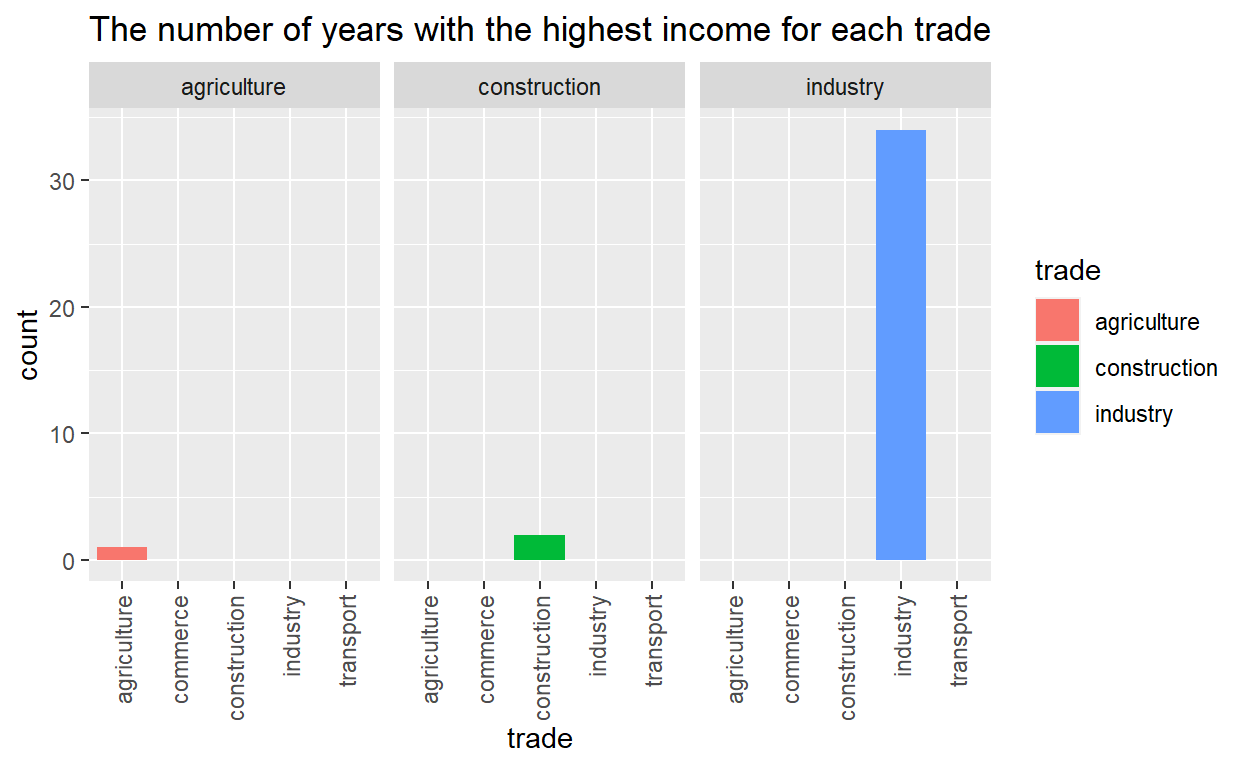 The number of years with the highest income for each trade
agriculture
construction
industry
count
30
20
10
0
agriculture
commerce
construction
industry
transport
agriculture
commerce
construction
industry
transport
agriculture
commerce
construction
industry
transport
trade
trade
agriculture
construction
industry